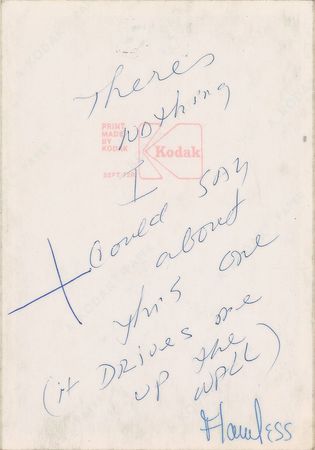 There's
Nothing
PRINT
MADE
BY
KODAK
Kodak
I
Could say
about
this one
(it DRIVES me
up the
WALL)
FlawLESS